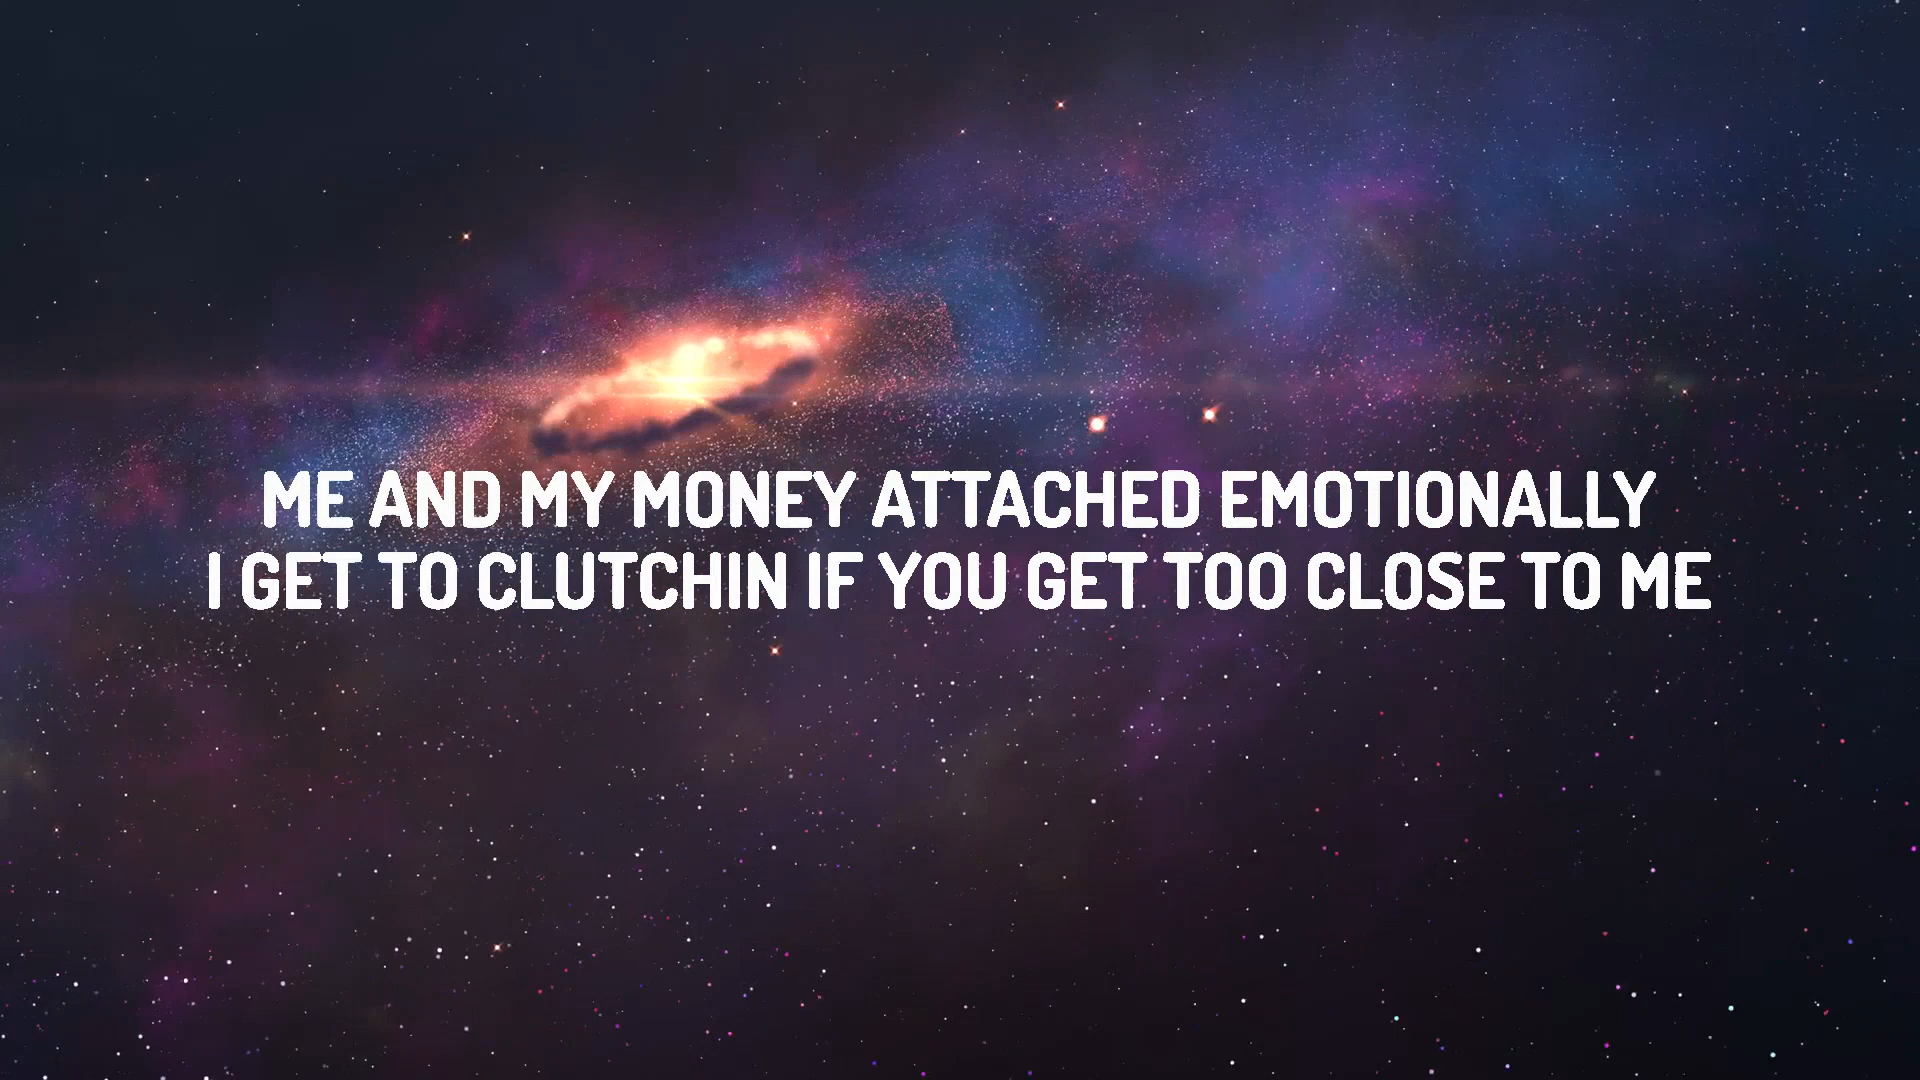 ME AND MY MONEY ATTACHED EMOTIONALLY
I GET TO CLUTCHIN IF YOU GET TOO CLOSE TO ME